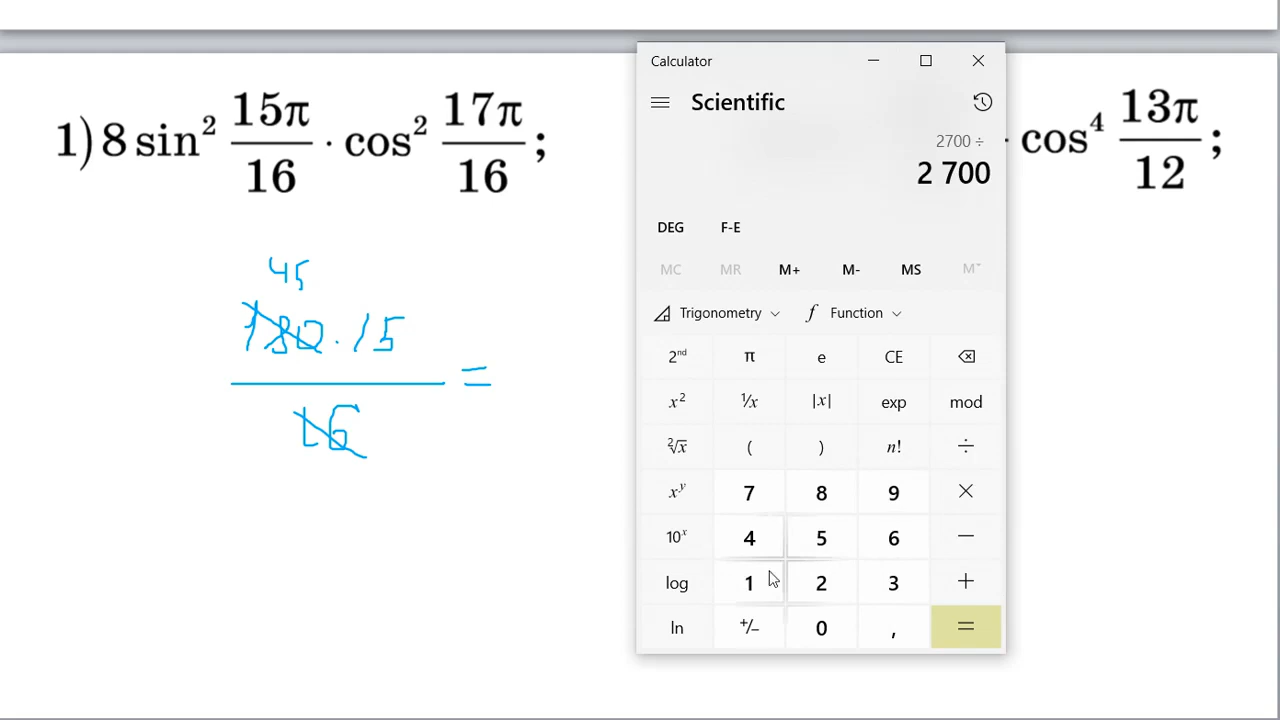 1) 8 sin² 15π/16 · cos² 17π/16;
· cos⁴ 13π/12;
45
180 · 15
=
16
Calculator
Scientific
2700 ÷
2 700
DEG F-E
MC MR M+ M- MS M˅
Trigonometry f Function
2nd π e CE
x² ¹/x |x| exp mod
²√x ( ) n! ÷
xʸ 7 8 9 ×
10ˣ 4 5 6 −
log 1 2 3 +
ln +/− 0 , =